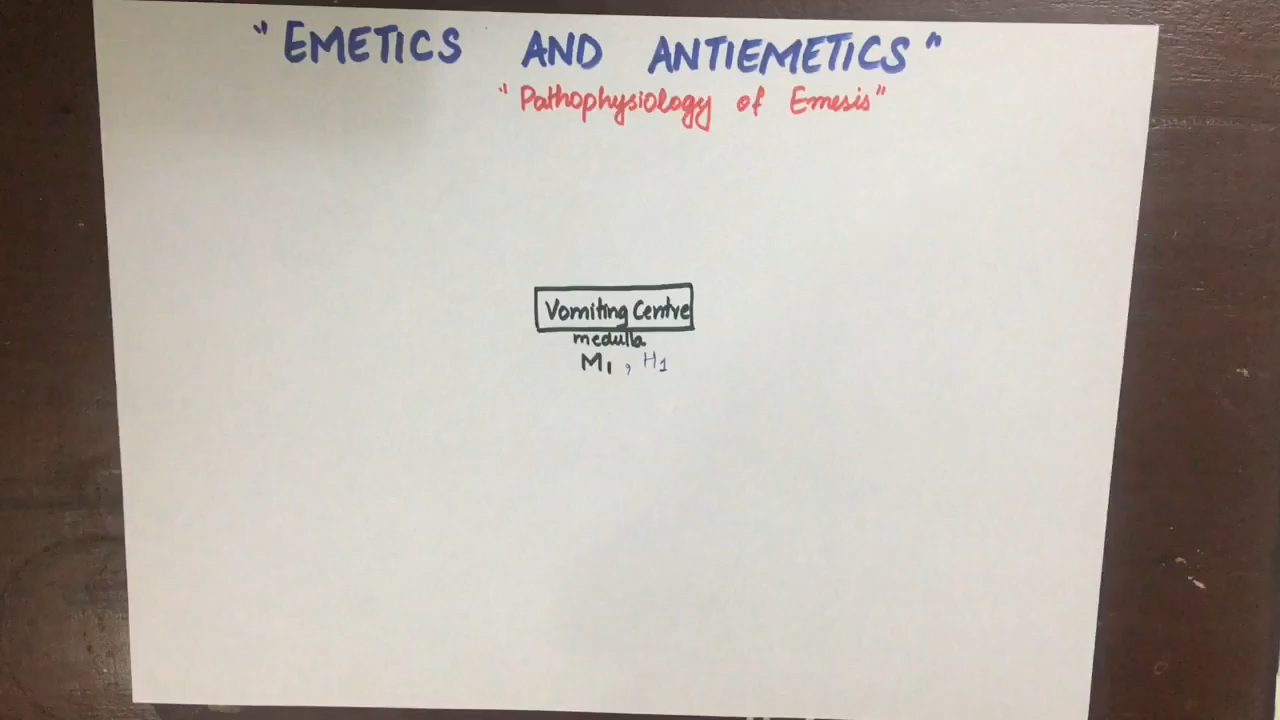 "EMETICS AND ANTIEMETICS"
"Pathophysiology of Emesis"
Vomiting Centre
medulla
M1, H1